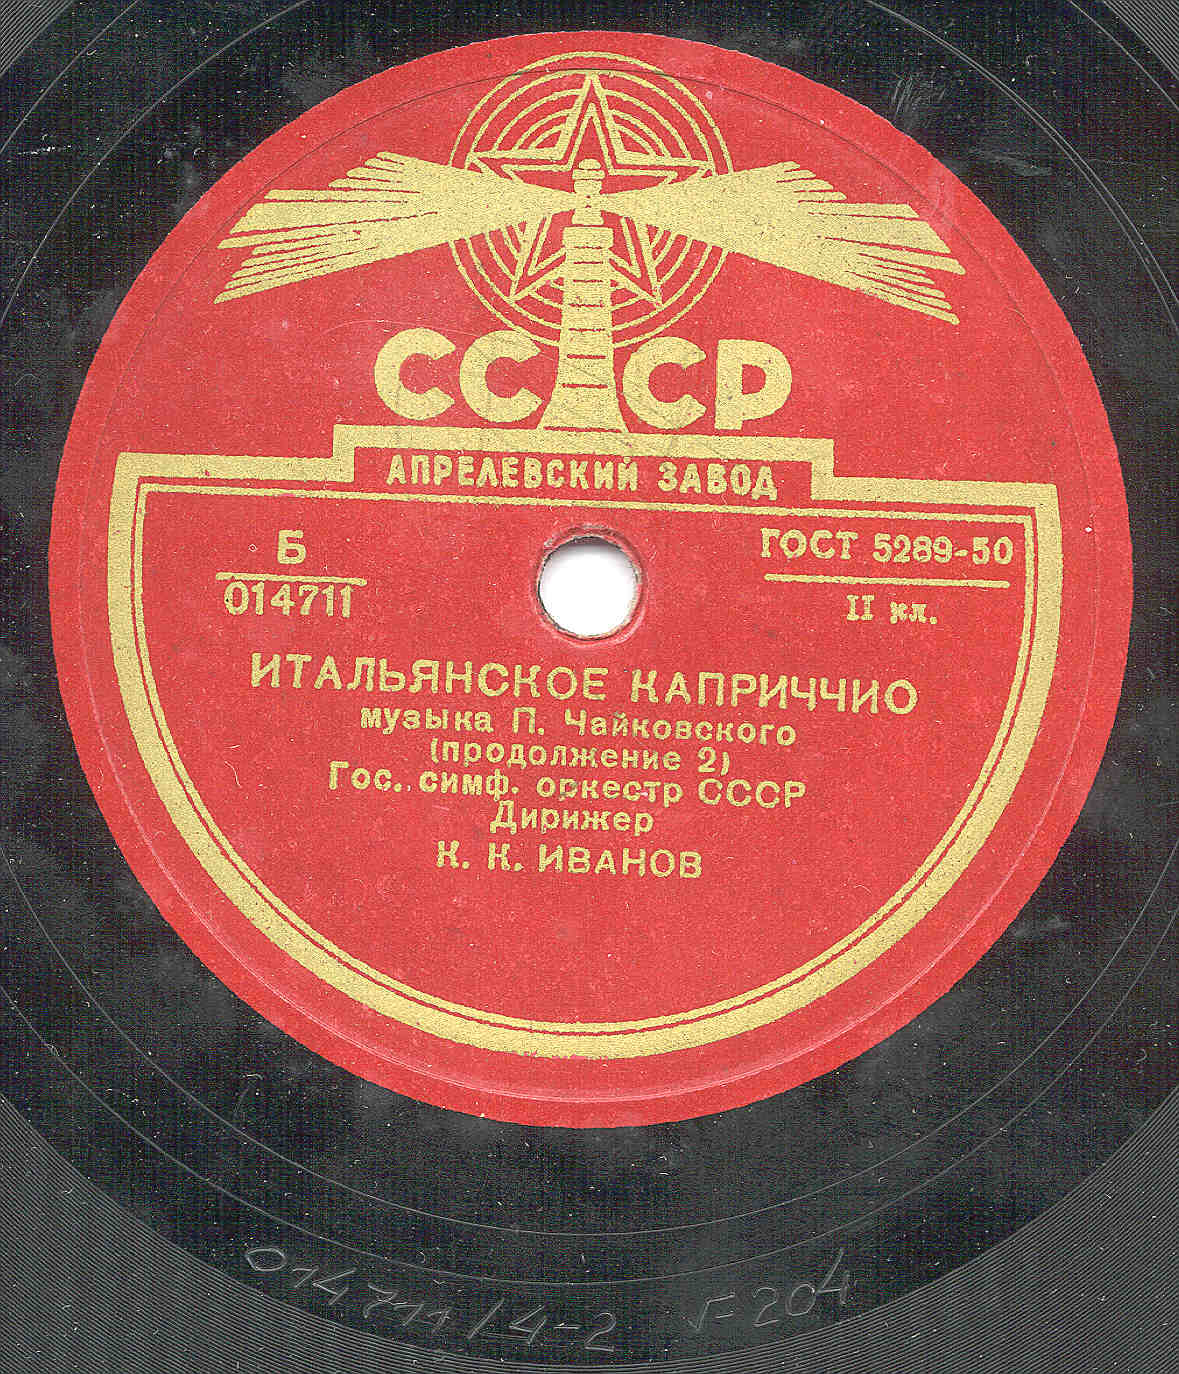 СССР
АПРЕЛЕВСКИЙ ЗАВОД
Б
014711
ГОСТ 5289-50
II кл.
ИТАЛЬЯНСКОЕ КАПРИЧЧИО
музыка П. Чайковского
(продолжение 2)
Гос. симф. оркестр СССР
Дирижер
К. К. ИВАНОВ
014711/4-2